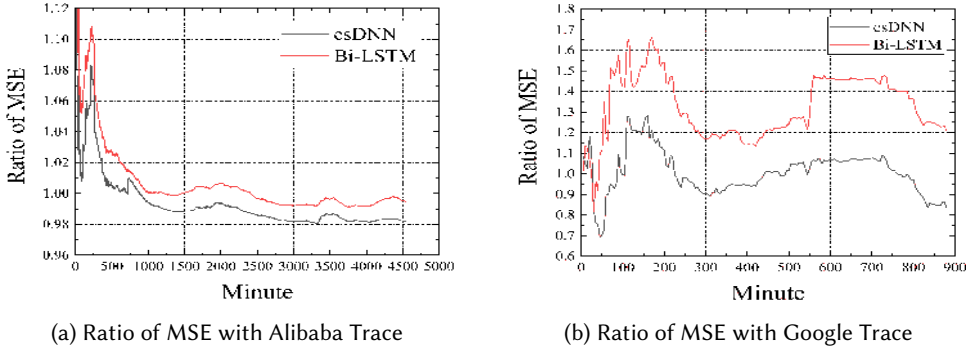 esDNN
Bi-LSTM
Ratio of MSE
1.12
1.10
1.08
1.06
1.04
1.02
1.00
0.98
0.96
0 500 1000 1500 2000 2500 3000 3500 4000 4500 5000
Minute
(a) Ratio of MSE with Alibaba Trace
esDNN
Bi-LSTM
Ratio of MSE
1.8
1.7
1.6
1.5
1.4
1.3
1.2
1.1
1.0
0.9
0.8
0.7
0.6
0 100 200 300 400 500 600 700 800 900
Minute
(b) Ratio of MSE with Google Trace